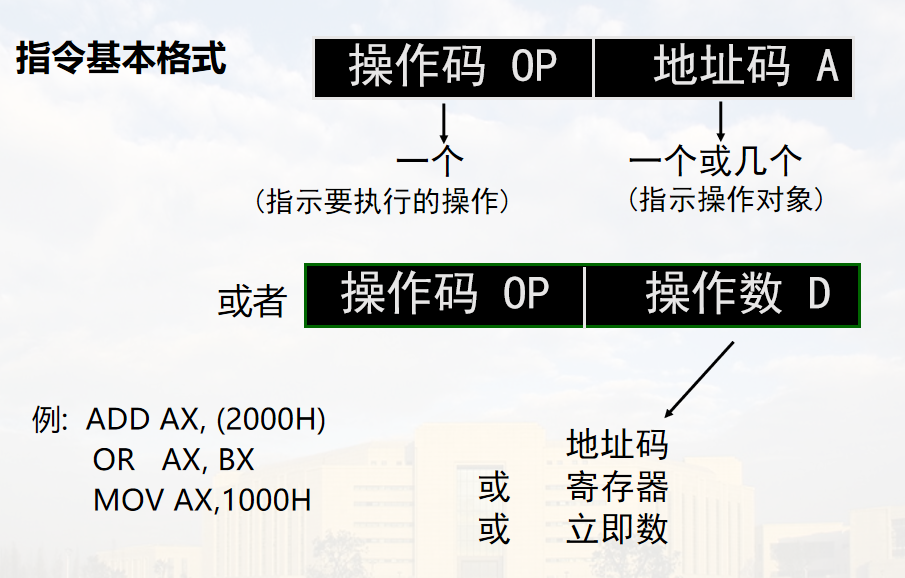 指令基本格式
操作码 OP 地址码 A
一个 一个或几个
(指示要执行的操作) (指示操作对象)
或者 操作码 OP 操作数 D
例: ADD AX, (2000H)
OR AX, BX
MOV AX,1000H
地址码
或 寄存器
或 立即数